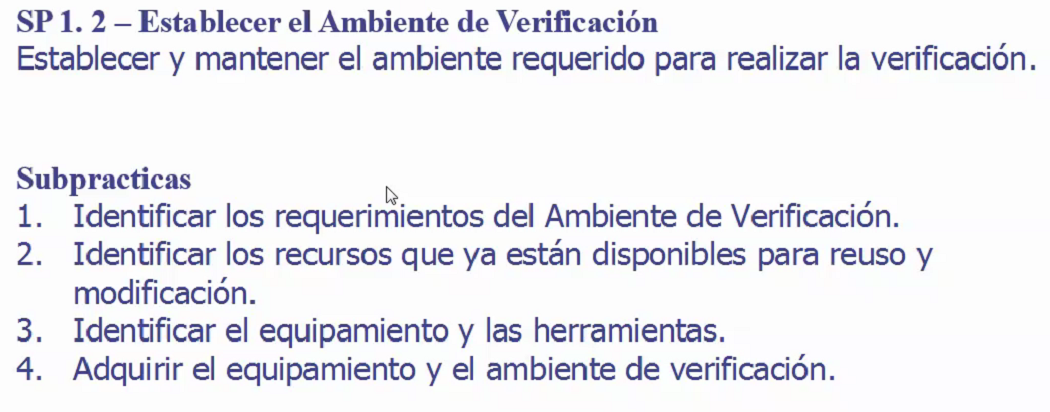 SP 1. 2 – Establecer el Ambiente de Verificación
Establecer y mantener el ambiente requerido para realizar la verificación.
Subpracticas
1. Identificar los requerimientos del Ambiente de Verificación.
2. Identificar los recursos que ya están disponibles para reuso y
modificación.
3. Identificar el equipamiento y las herramientas.
4. Adquirir el equipamiento y el ambiente de verificación.